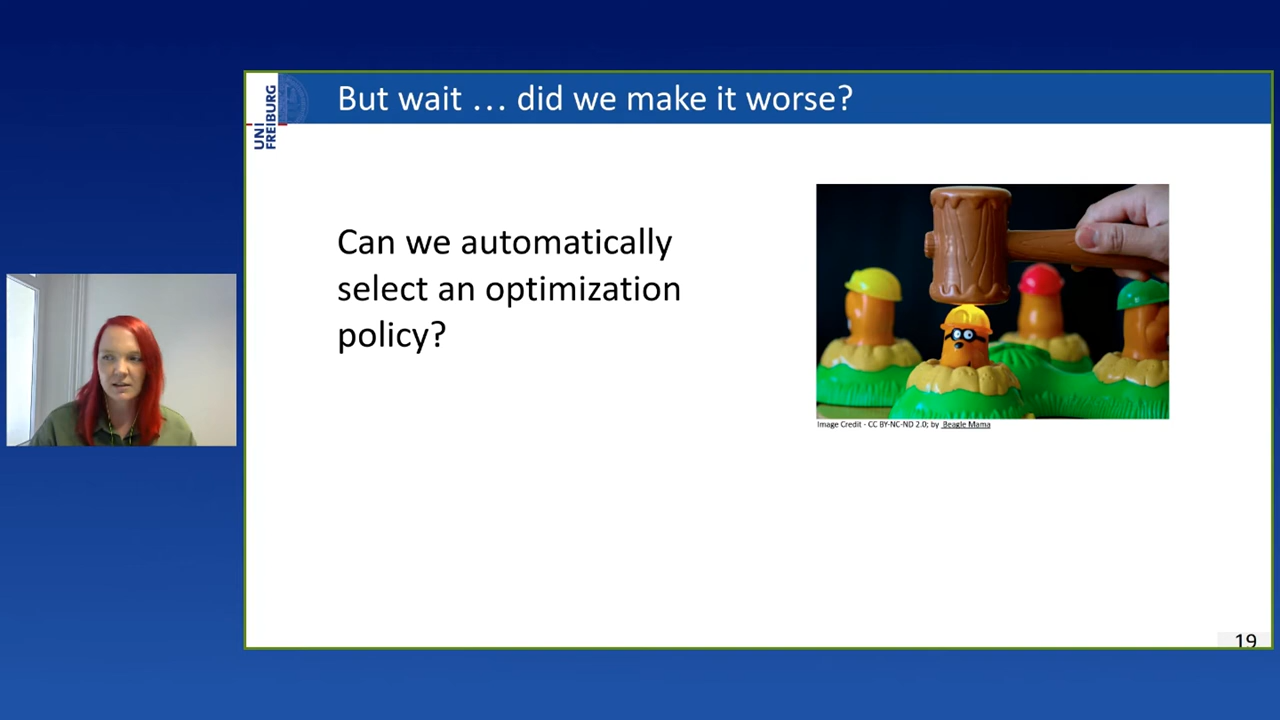 UNI
FREIBURG
But wait … did we make it worse?
Can we automatically
select an optimization
policy?
Image Credit - CC BY-NC-ND 2.0; by Beagle Mama
19